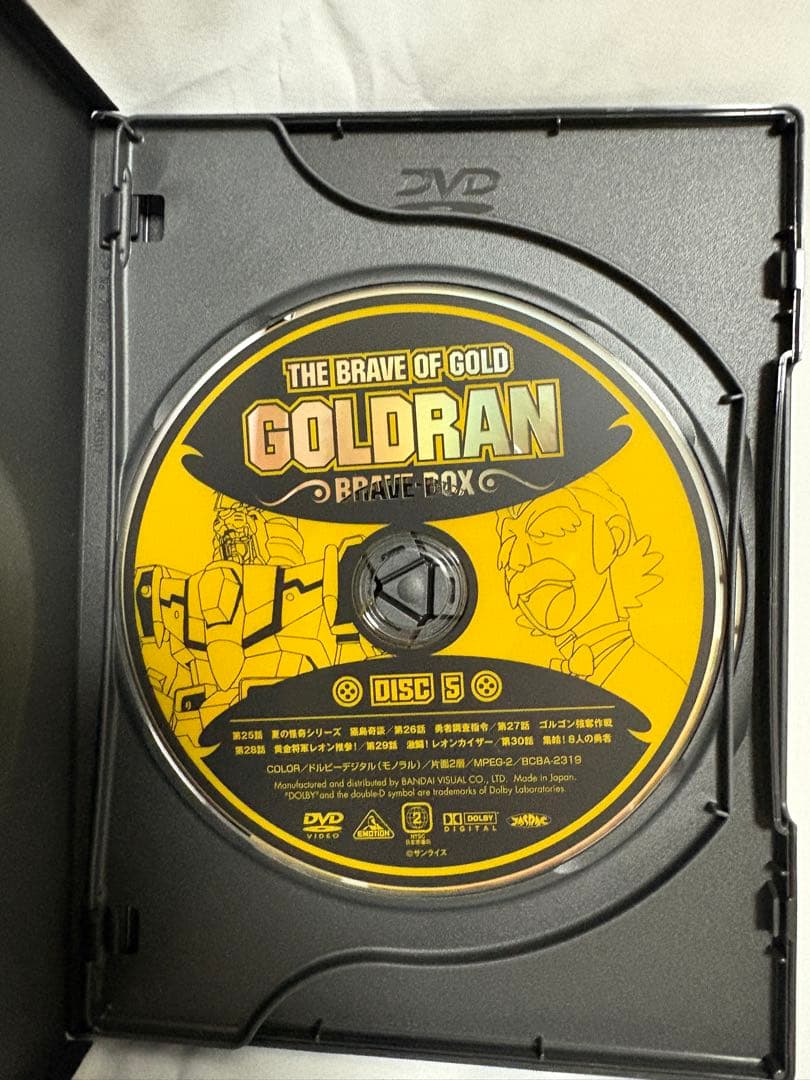 DVD
THE BRAVE OF GOLD
GOLDRAN
BRAVE-BOX
DISC 5
第25話 夏の怪奇シリーズ 猫島奇談/第26話 勇者調査指令/第27話 ゴルゴン強奪作戦
第28話 黄金将軍レオン推参!/第29話 激闘!レオンカイザー/第30話 集結!8人の勇者
COLOR/ドルビーデジタル(モノラル)/片面2層/MPEG-2/BCBA-2319
Manufactured and distributed by BANDAI VISUAL CO., LTD. Made in Japan.
"DOLBY"and the double-D symbol are trademarks of Dolby Laboratories.
DVD VIDEO EMOTION 2 NTSC 日本市場向 DOLBY DIGITAL JASRAC
©サンライズ